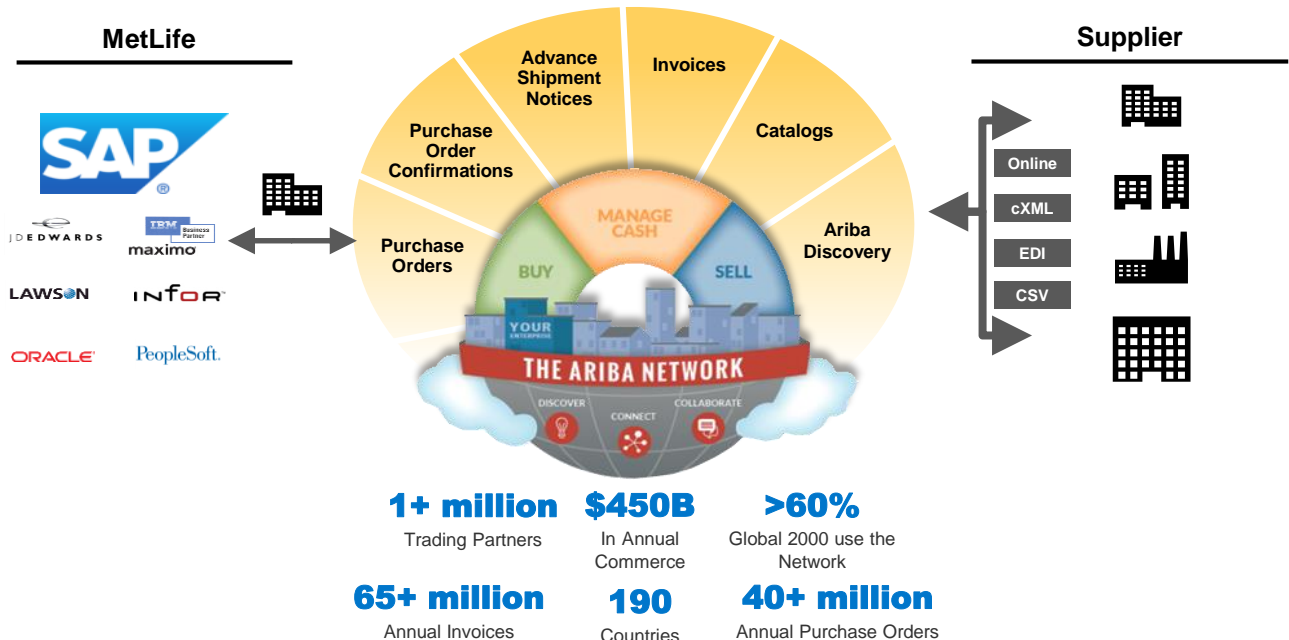 MetLife
Supplier
SAP
®
JDEDWARDS
IBM
Business
Partner
maximo
LAWSON
INFOR
ORACLE
PeopleSoft.
Purchase
Orders
Purchase
Order
Confirmations
Advance
Shipment
Notices
Invoices
Catalogs
Ariba
Discovery
BUY
MANAGE
CASH
SELL
YOUR
ENTERPRISE
THE ARIBA NETWORK
DISCOVER
CONNECT
COLLABORATE
Online
cXML
EDI
CSV
1+ million
Trading Partners
$450B
In Annual
Commerce
>60%
Global 2000 use the
Network
65+ million
Annual Invoices
190
Countries
40+ million
Annual Purchase Orders